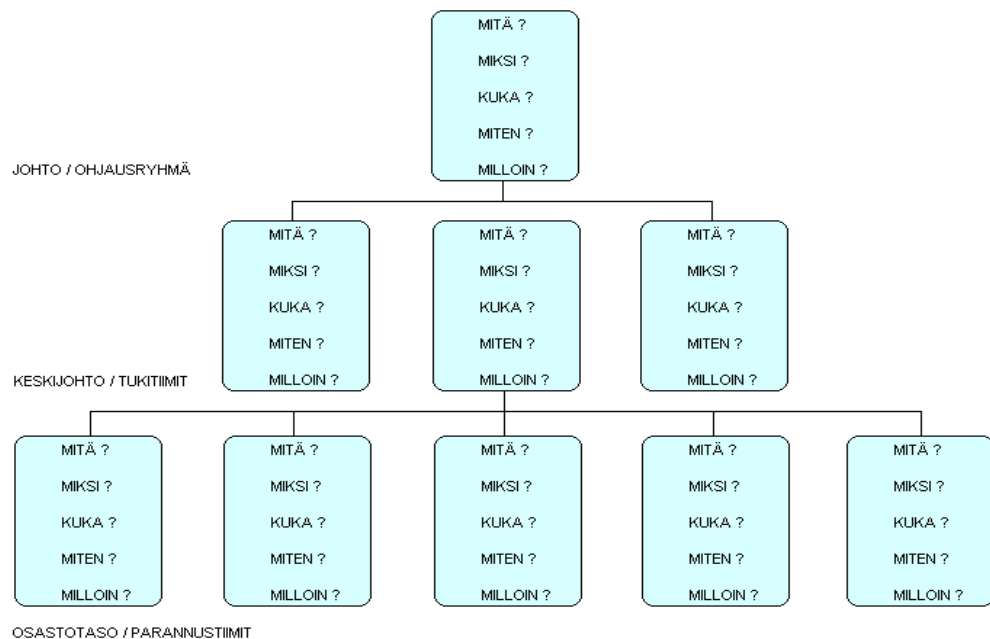 MITÄ ?
MIKSI ?
KUKA ?
MITEN ?
MILLOIN ?
JOHTO / OHJAUSRYHMÄ
MITÄ ?
MIKSI ?
KUKA ?
MITEN ?
MILLOIN ?
MITÄ ?
MIKSI ?
KUKA ?
MITEN ?
MILLOIN ?
MITÄ ?
MIKSI ?
KUKA ?
MITEN ?
MILLOIN ?
KESKIJOHTO / TUKITIIMIT
MITÄ ?
MIKSI ?
KUKA ?
MITEN ?
MILLOIN ?
MITÄ ?
MIKSI ?
KUKA ?
MITEN ?
MILLOIN ?
MITÄ ?
MIKSI ?
KUKA ?
MITEN ?
MILLOIN ?
MITÄ ?
MIKSI ?
KUKA ?
MITEN ?
MILLOIN ?
MITÄ ?
MIKSI ?
KUKA ?
MITEN ?
MILLOIN ?
OSASTOTASO / PARANNUSTIIMIT